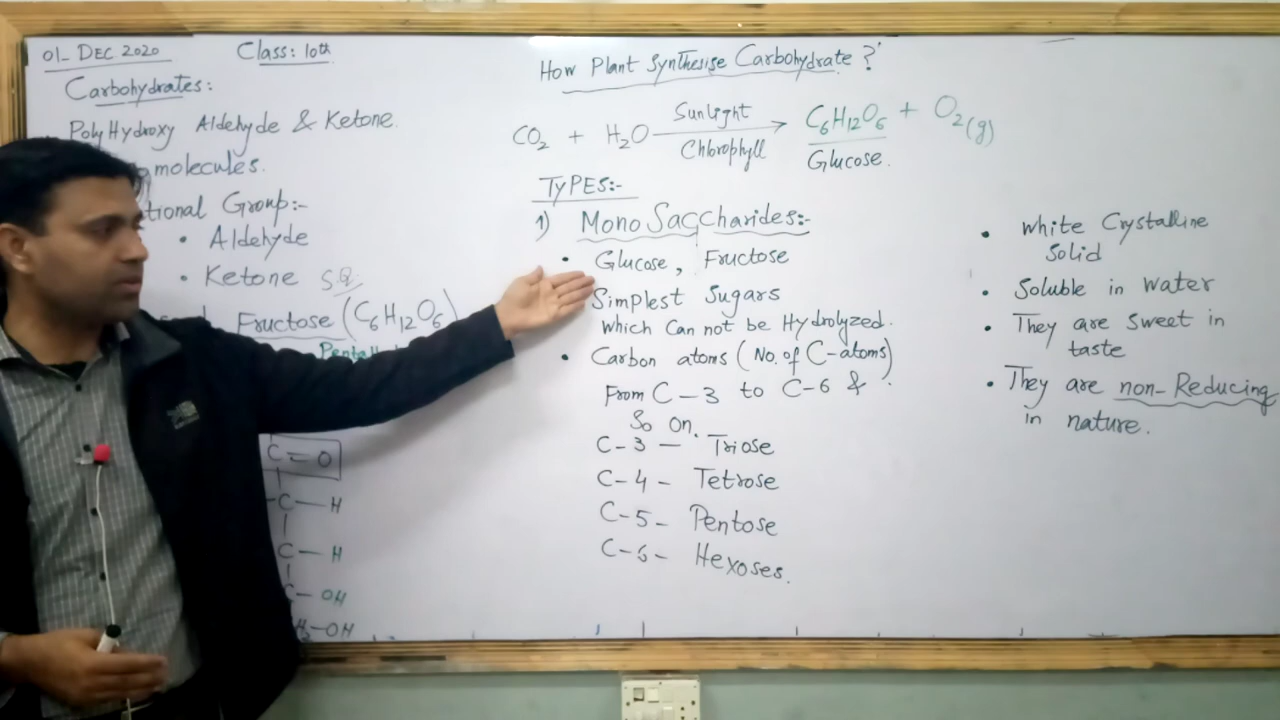 01- DEC 2020
Class: 10th
Carbohydrates:
PolyHydroxy Aldehyde & Ketone.
molecules.
tional Group:-
• Aldehyde
• Ketone S.Q.
Fructose (C6H12O6)
C=O
-C-H
C-H
C-OH
-OH
How Plant Synthesise Carbohydrate?
CO2 + H2O Sunlight → C6H12O6 + O2(g)
Chlorophyll Glucose.
TYPES:-
1) MonoSaccharides:-
• Glucose, Fructose
Simplest Sugars
which Can not be Hydrolyzed.
• Carbon atoms (No. of C-atoms)
From C-3 to C-6 &
So On.
C-3 — Triose
C-4 - Tetrose
C-5 - Pentose
C-6 - Hexoses.
• White Crystalline
Solid
• Soluble in water
• They are sweet in
taste
• They are non-Reducing
in nature.